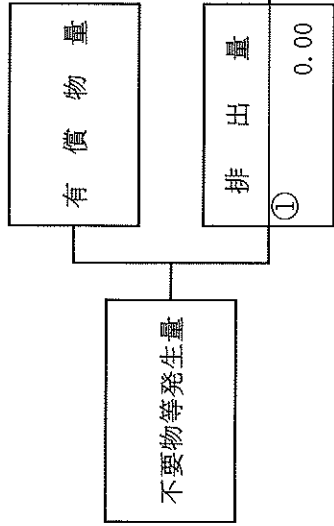 有償物量
不要物等発生量
排出量
①
0.00